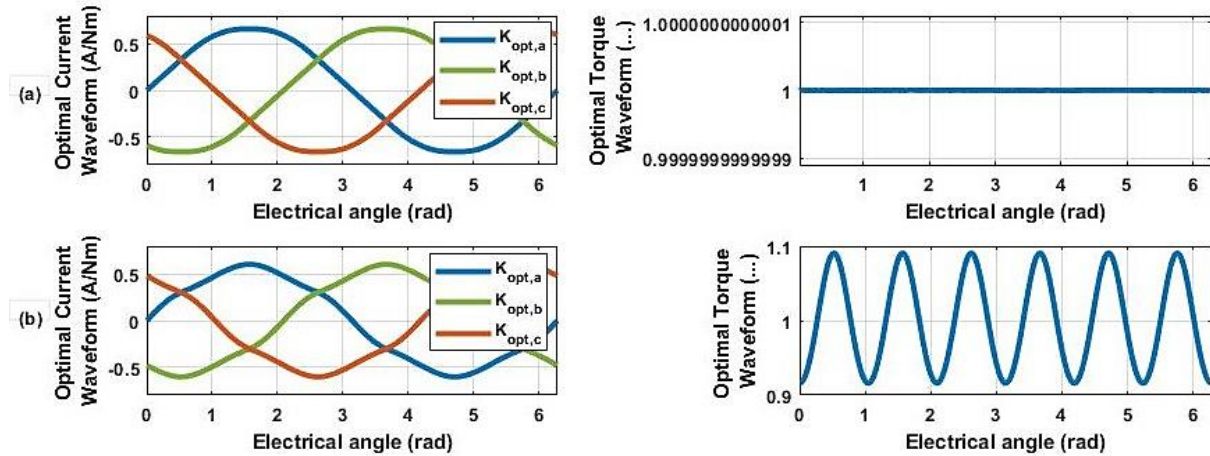 (a)
Optimal Current
Waveform (A/Nm)
0.5
0
-0.5
K_opt,a
K_opt,b
K_opt,c
0 1 2 3 4 5 6
Electrical angle (rad)
Optimal Torque
Waveform (...)
1.0000000000001
1
0.9999999999999
1 2 3 4 5 6
Electrical angle (rad)
(b)
Optimal Current
Waveform (A/Nm)
0.5
0
-0.5
K_opt,a
K_opt,b
K_opt,c
0 1 2 3 4 5 6
Electrical angle (rad)
Optimal Torque
Waveform (...)
1.1
1
0.9
0 1 2 3 4 5 6
Electrical angle (rad)